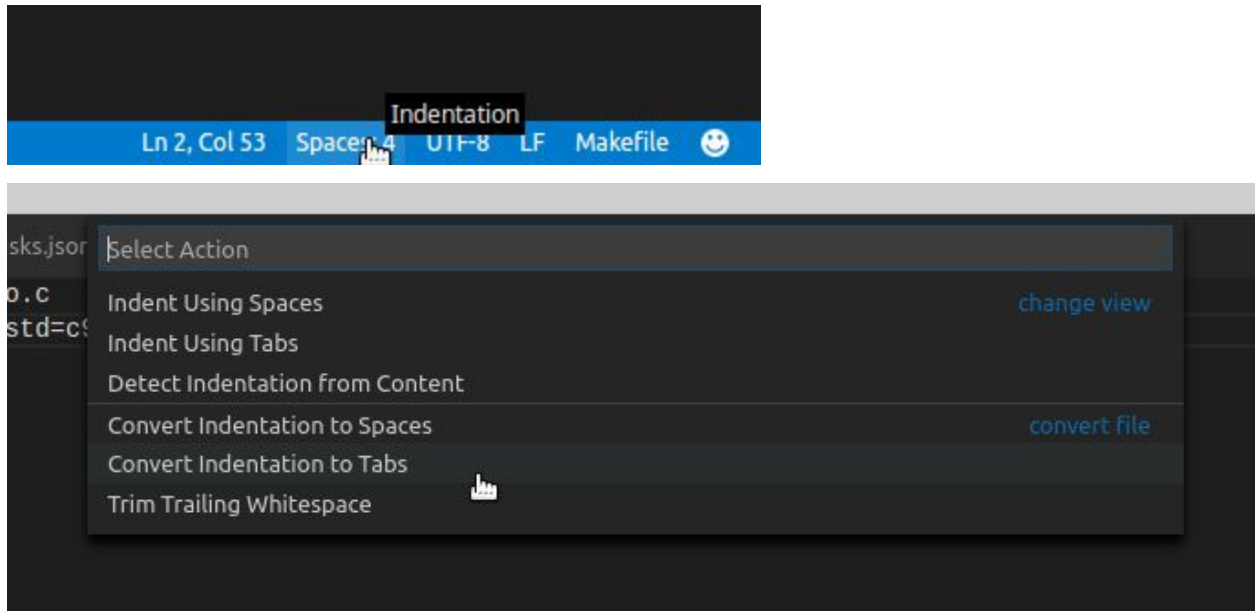 Indentation
Ln 2, Col 53 Spaces: 4 UTF-8 LF Makefile
sks.json Select Action
o.c Indent Using Spaces change view
std=c9 Indent Using Tabs
Detect Indentation from Content
Convert Indentation to Spaces convert file
Convert Indentation to Tabs
Trim Trailing Whitespace